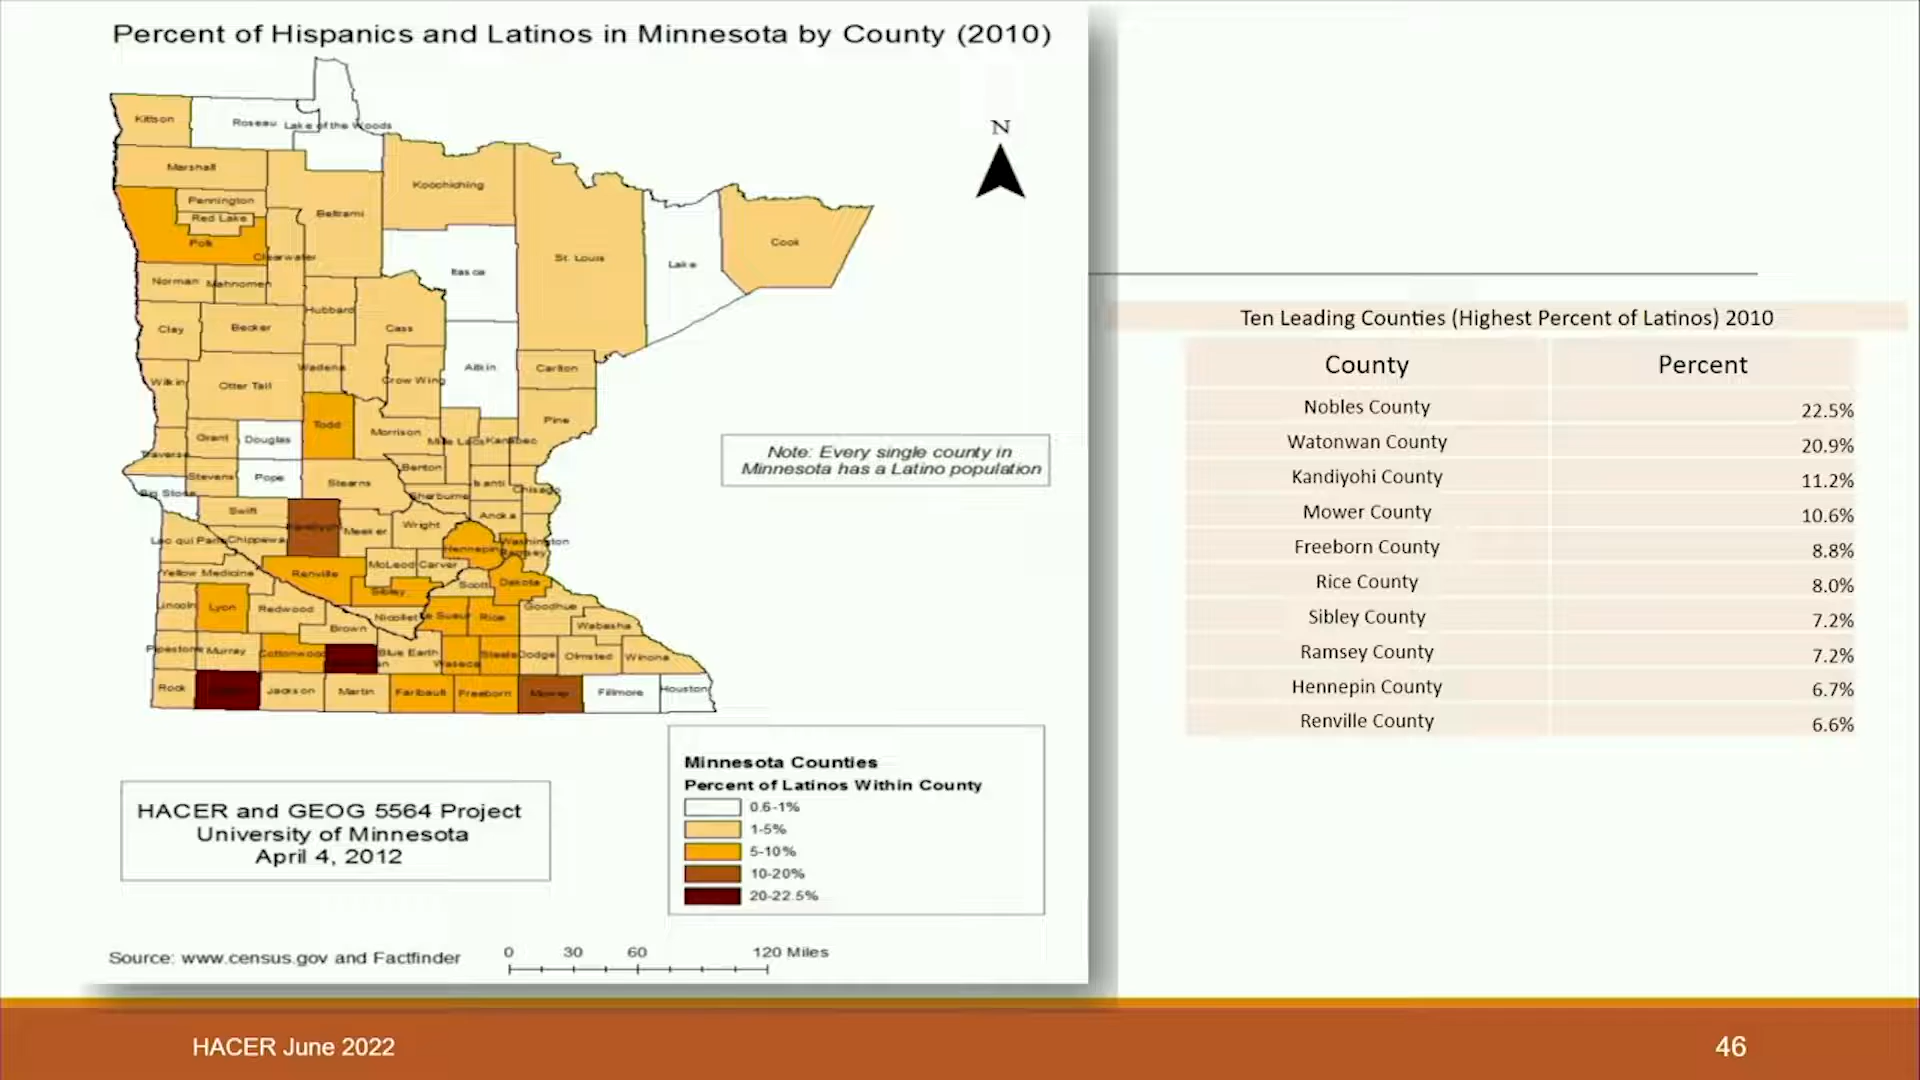 Percent of Hispanics and Latinos in Minnesota by County (2010)
N
Kittson
Roseau
Lake of the Woods
Marshall
Koochiching
Pennington
Red Lake
Beltrami
Polk
Cook
Clearwater
St. Louis
Lake
Itasca
Norman
Mahnomen
Hubbard
Clay
Becker
Cass
Wadena
Aitkin
Carlton
Wilkin
Otter Tail
Crow Wing
Todd
Pine
Grant
Douglas
Morrison
Mille Lacs
Kanabec
Traverse
Stevens
Pope
Benton
Stearns
Isanti
Chisago
Big Stone
Sherburne
Swift
Anoka
Meeker
Wright
Lac qui Parle
Chippewa
Hennepin
Washington
Ramsey
McLeod
Carver
Yellow Medicine
Renville
Scott
Dakota
Sibley
Lincoln
Lyon
Redwood
Nicollet
Le Sueur
Rice
Goodhue
Brown
Wabasha
Pipestone
Murray
Cottonwood
Blue Earth
Waseca
Steele
Dodge
Olmsted
Winona
Rock
Jackson
Martin
Faribault
Freeborn
Mower
Fillmore
Houston
Note: Every single county in
Minnesota has a Latino population
HACER and GEOG 5564 Project
University of Minnesota
April 4, 2012
Minnesota Counties
Percent of Latinos Within County
0.6-1%
1-5%
5-10%
10-20%
20-22.5%
Source: www.census.gov and Factfinder
0 30 60 120 Miles
Ten Leading Counties (Highest Percent of Latinos) 2010
County Percent
Nobles County 22.5%
Watonwan County 20.9%
Kandiyohi County 11.2%
Mower County 10.6%
Freeborn County 8.8%
Rice County 8.0%
Sibley County 7.2%
Ramsey County 7.2%
Hennepin County 6.7%
Renville County 6.6%
HACER June 2022
46